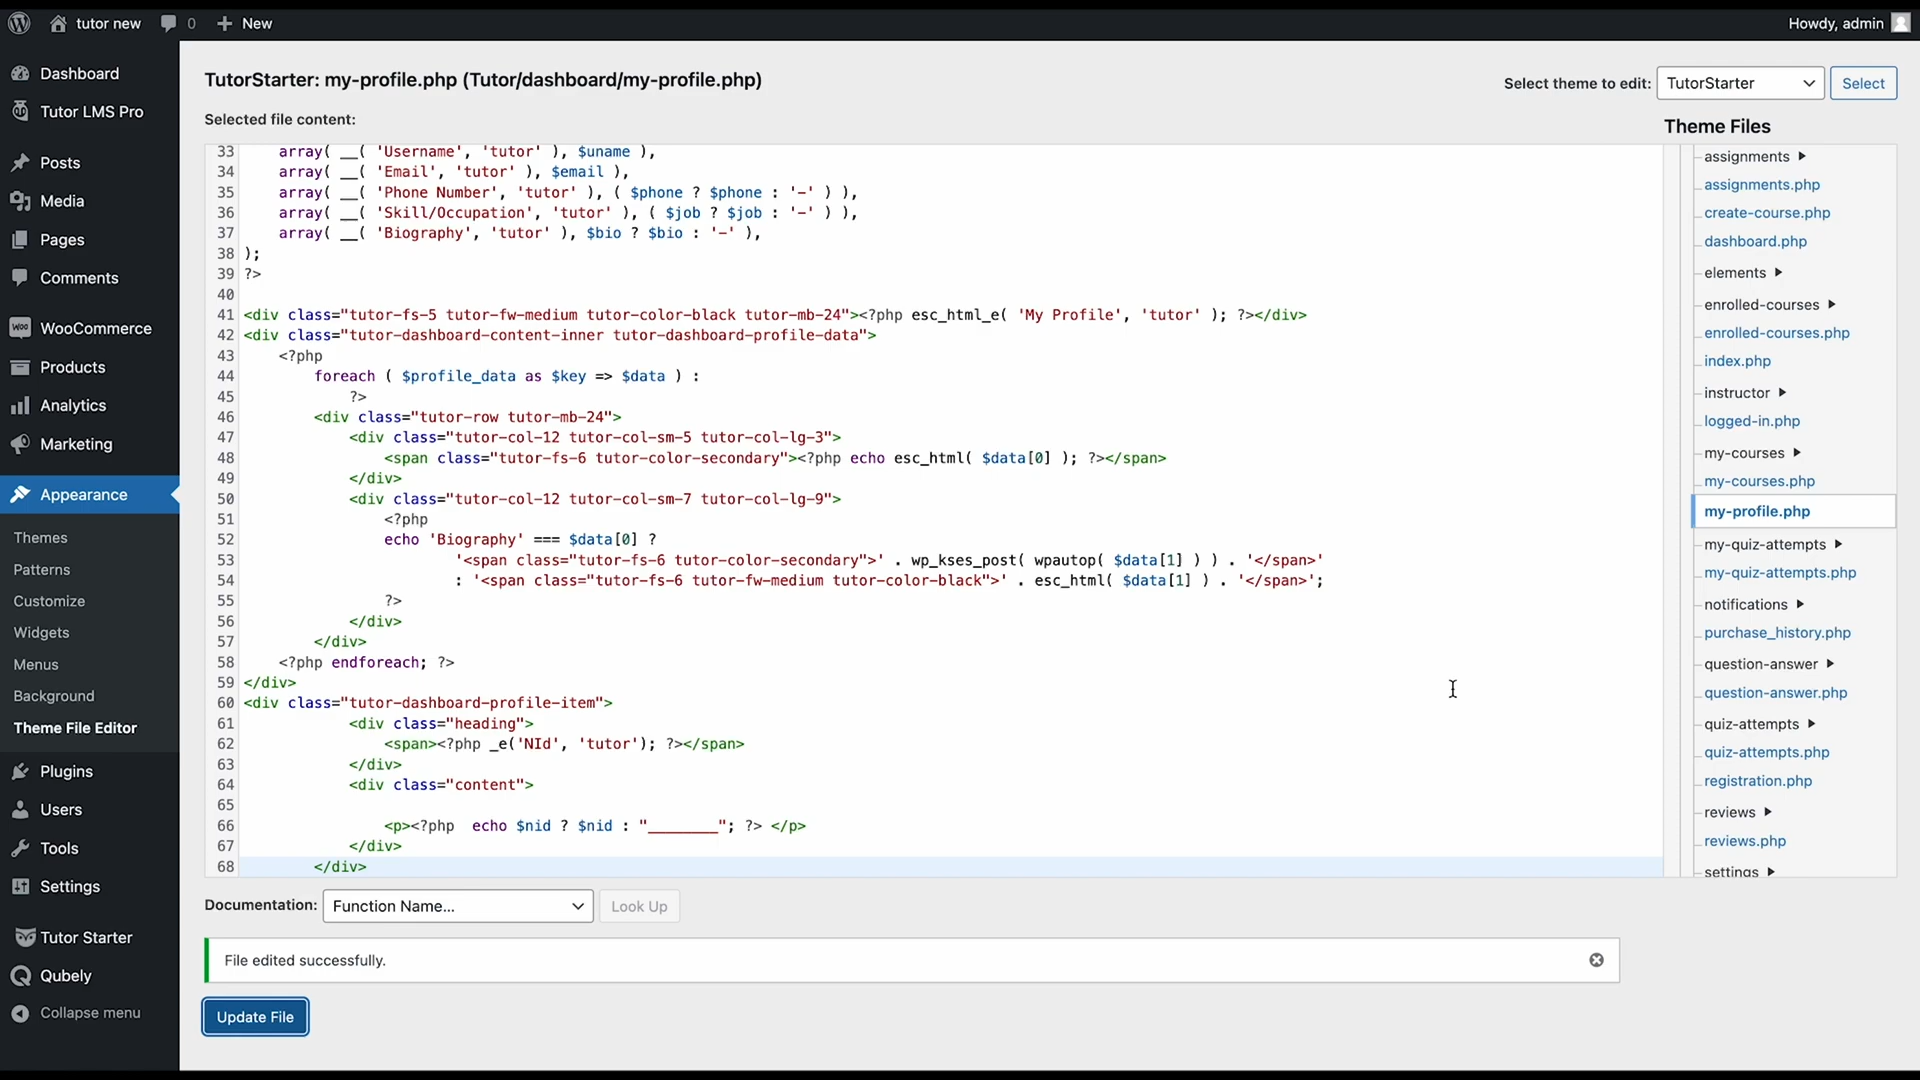 tutor new
0
New
Howdy, admin
Dashboard
Tutor LMS Pro
Posts
Media
Pages
Comments
woo
WooCommerce
Products
Analytics
Marketing
Appearance
Themes
Patterns
Customize
Widgets
Menus
Background
Theme File Editor
Plugins
Users
Tools
Settings
Tutor Starter
Qubely
Collapse menu
TutorStarter: my-profile.php (Tutor/dashboard/my-profile.php)
Select theme to edit: TutorStarter Select
Selected file content:
33 array( __( 'Username', 'tutor' ), $uname ),
34 array( __( 'Email', 'tutor' ), $email ),
35 array( __( 'Phone Number', 'tutor' ), ( $phone ? $phone : '-' ) ),
36 array( __( 'Skill/Occupation', 'tutor' ), ( $job ? $job : '-' ) ),
37 array( __( 'Biography', 'tutor' ), $bio ? $bio : '-' ),
38 );
39 ?>
40
41 <div class="tutor-fs-5 tutor-fw-medium tutor-color-black tutor-mb-24"><?php esc_html_e( 'My Profile', 'tutor' ); ?></div>
42 <div class="tutor-dashboard-content-inner tutor-dashboard-profile-data">
43 <?php
44 foreach ( $profile_data as $key => $data ) :
45 ?>
46 <div class="tutor-row tutor-mb-24">
47 <div class="tutor-col-12 tutor-col-sm-5 tutor-col-lg-3">
48 <span class="tutor-fs-6 tutor-color-secondary"><?php echo esc_html( $data[0] ); ?></span>
49 </div>
50 <div class="tutor-col-12 tutor-col-sm-7 tutor-col-lg-9">
51 <?php
52 echo 'Biography' === $data[0] ?
53 '<span class="tutor-fs-6 tutor-color-secondary">' . wp_kses_post( wpautop( $data[1] ) ) . '</span>'
54 : '<span class="tutor-fs-6 tutor-fw-medium tutor-color-black">' . esc_html( $data[1] ) . '</span>';
55 ?>
56 </div>
57 </div>
58 <?php endforeach; ?>
59 </div>
60 <div class="tutor-dashboard-profile-item">
61 <div class="heading">
62 <span><?php _e('NId', 'tutor'); ?></span>
63 </div>
64 <div class="content">
65
66 <p><?php  echo $nid ? $nid : "________"; ?> </p>
67 </div>
68 </div>
Theme Files
assignments
assignments.php
create-course.php
dashboard.php
elements
enrolled-courses
enrolled-courses.php
index.php
instructor
logged-in.php
my-courses
my-courses.php
my-profile.php
my-quiz-attempts
my-quiz-attempts.php
notifications
purchase_history.php
question-answer
question-answer.php
quiz-attempts
quiz-attempts.php
registration.php
reviews
reviews.php
settings
Documentation: Function Name... Look Up
File edited successfully.
Update File